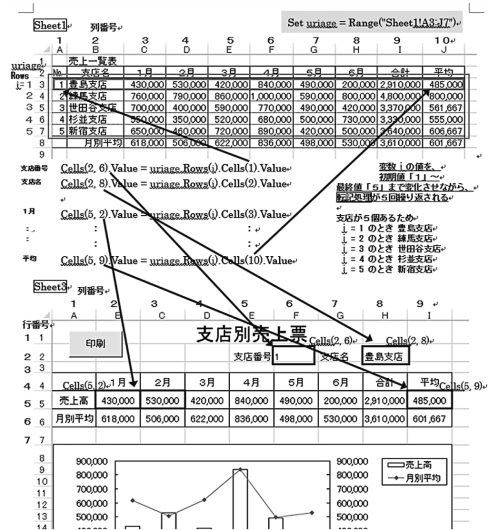 Sheet1
列番号
Set uriage = Range("Sheet1!A3:J7")
1 2 3 4 5 6 7 8 9 10
A B C D E F G H I J
1 売上一覧表
uriage
Rows
2 No 支店名 1月 2月 3月 4月 5月 6月 合計 平均
i=1 3 1 豊島支店 430,000 530,000 420,000 840,000 490,000 200,000 2,910,000 485,000
2 4 練馬支店 740,000 760,000 860,000 1,000,000 590,000 4,800,000 800,000
3 5 3 世田谷支店 700,000 400,000 590,000 770,000 490,000 420,000 3,370,000 561,667
4 6 4 杉並支店 350,000 520,000 680,000 500,000 730,000 555,000
5 7 5 新宿支店 650,000 720,000 890,000 420,000 606,667
8 月別平均 618,000 506,000 622,000 836,000 498,000 530,000 3,610,000 601,667
9
支店番号 Cells(2, 6).Value = uriage.Rows(i).Cells(1).Value
支店名 Cells(2, 8).Value = uriage.Rows(i).Cells(2).Value
1月 Cells(5, 2).Value = uriage.Rows(i).Cells(3).Value
: : :
: : :
平均 Cells(5, 9).Value = uriage.Rows(i).Cells(10).Value
変数 i の値を、
初期値「1」~
最終値「5」まで変化させながら、
転記処理が5回繰り返される
支店が5個あるため
i = 1 のとき 豊島支店
i = 2 のとき 練馬支店
i = 3 のとき 世田谷支店
i = 4 のとき 杉並支店
i = 5 のとき 新宿支店
Sheet3
列番号
1 2 3 4 5 6 7 8 9
行番号 A B C D E F G H I
1 1 印刷 支店別売上票 Cells(2, 6) Cells(2, 8)
2 2 支店番号 1 支店名 豊島支店
3 3
4 4 Cells(5, 2) 1月 2月 3月 4月 5月 6月 合計 平均 Cells(5, 9)
5 5 売上高 430,000 530,000 420,000 840,000 490,000 200,000 2,910,000 485,000
6 6 月別平均 618,000 506,000 622,000 836,000 498,000 530,000 3,610,000 601,667
7 7
8
9 900,000 900,000 売上高
10 800,000 800,000 月別平均
11 700,000 700,000
12 600,000 600,000
13 500,000 500,000